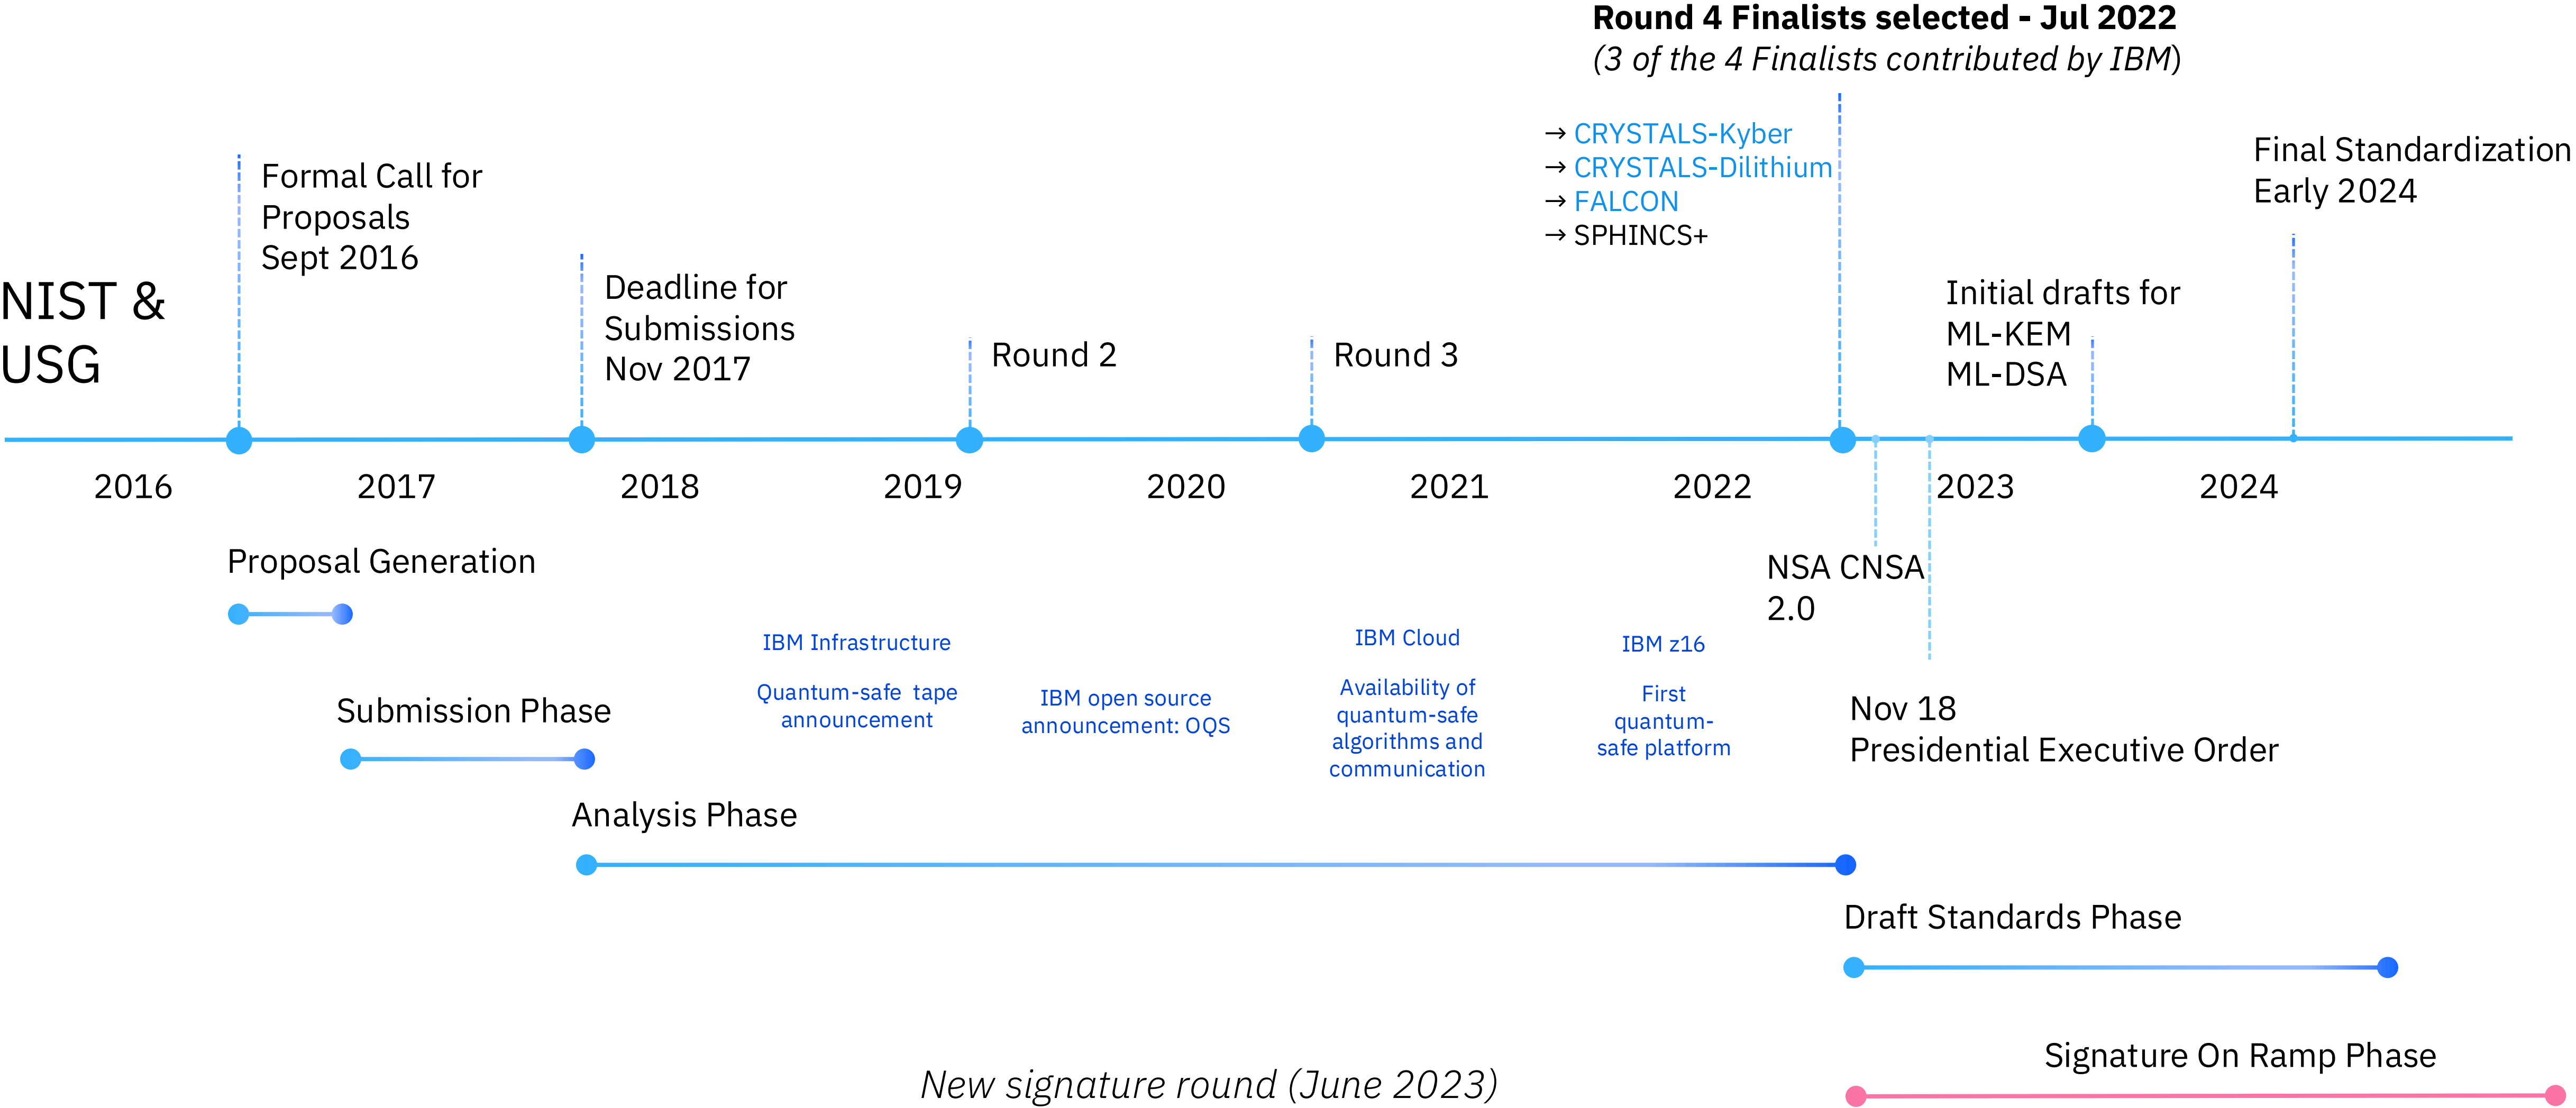 Round 4 Finalists selected - Jul 2022
(3 of the 4 Finalists contributed by IBM)
→ CRYSTALS-Kyber
→ CRYSTALS-Dilithium
→ FALCON
→ SPHINCS+
Final Standardization
Early 2024
Formal Call for
Proposals
Sept 2016
Deadline for
Submissions
Nov 2017
NIST &
USG
Round 2
Round 3
Initial drafts for
ML-KEM
ML-DSA
2016
2017
2018
2019
2020
2021
2022
2023
2024
Proposal Generation
NSA CNSA
2.0
IBM Infrastructure
Quantum-safe tape
announcement
IBM open source
announcement: OQS
IBM Cloud
Availability of
quantum-safe
algorithms and
communication
IBM z16
First
quantum-
safe platform
Submission Phase
Nov 18
Presidential Executive Order
Analysis Phase
Draft Standards Phase
Signature On Ramp Phase
New signature round (June 2023)